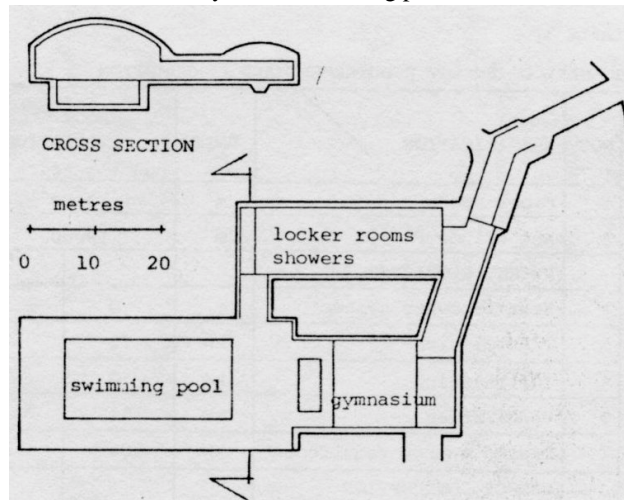 CROSS SECTION
metres
0 10 20
locker rooms
showers
swimming pool
gymnasium